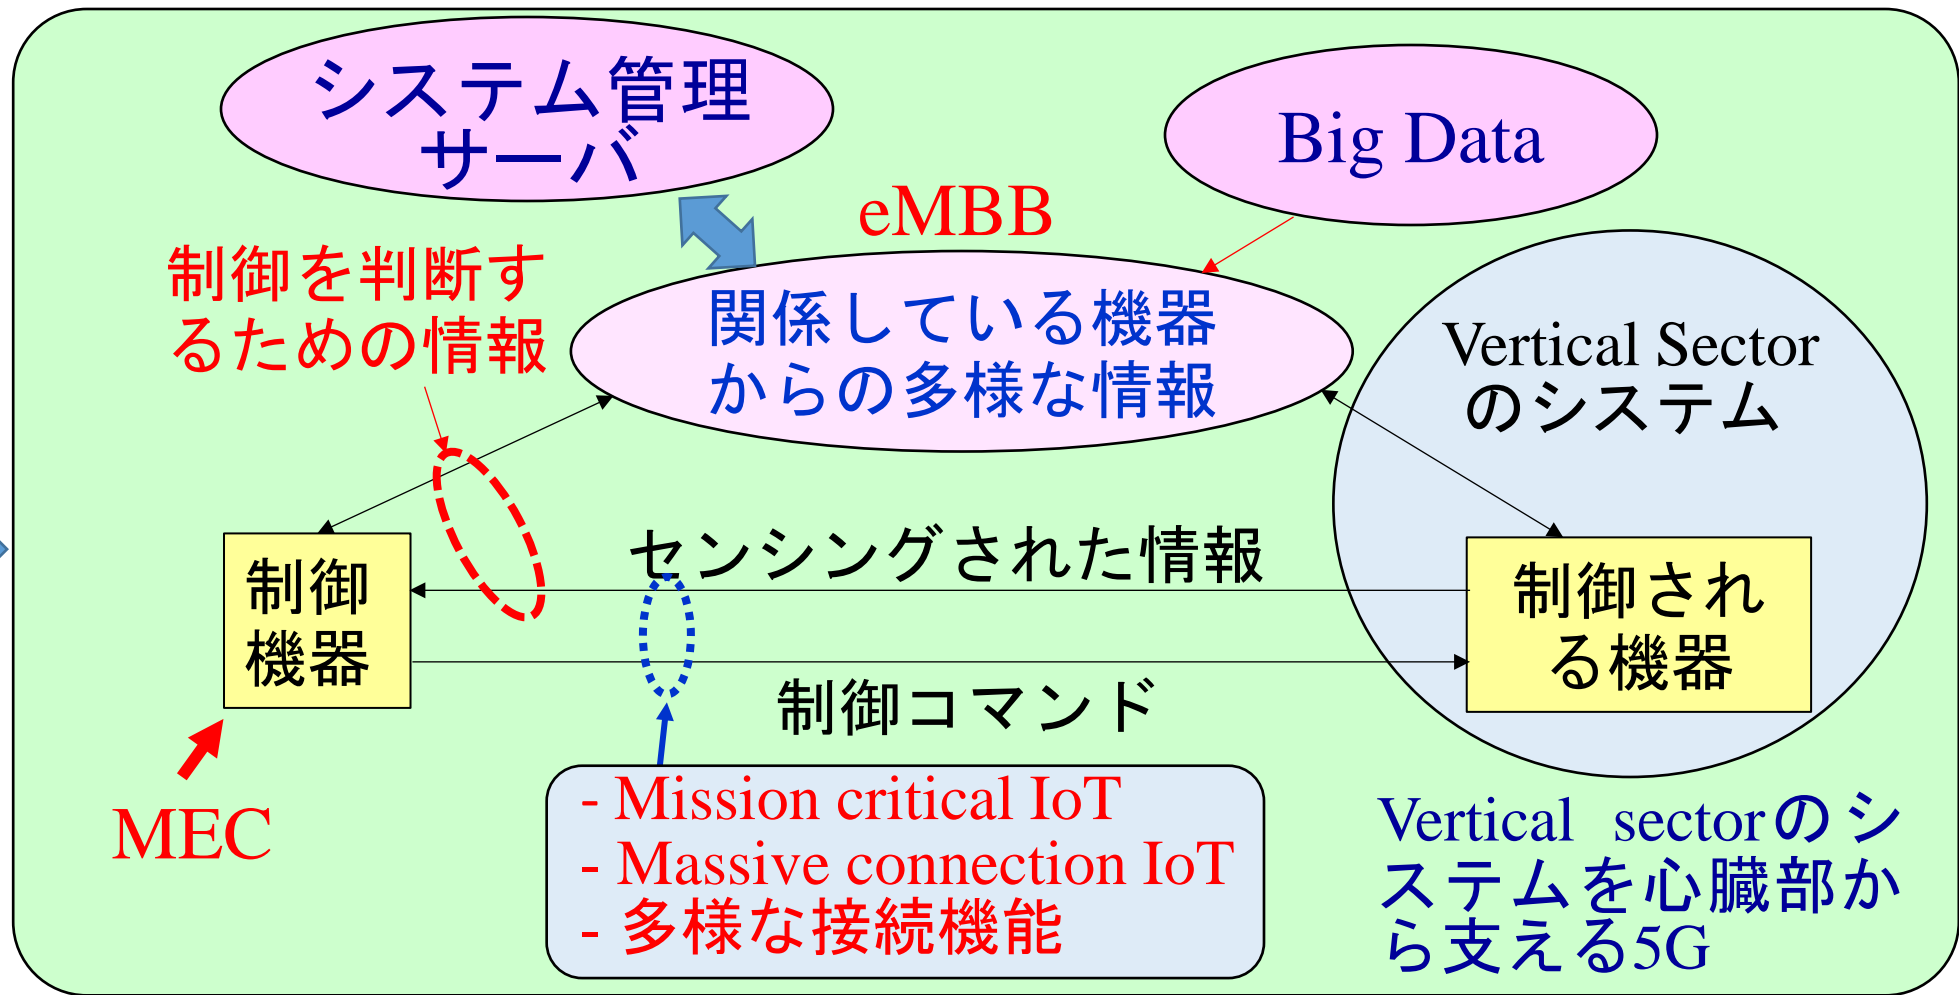 システム管理
サーバ
Big Data
eMBB
制御を判断す
るための情報
関係している機器
からの多様な情報
Vertical Sector
のシステム
センシングされた情報
制御
機器
制御され
る機器
制御コマンド
MEC
- Mission critical IoT
- Massive connection IoT
- 多様な接続機能
Vertical sectorのシ
ステムを心臓部か
ら支える5G